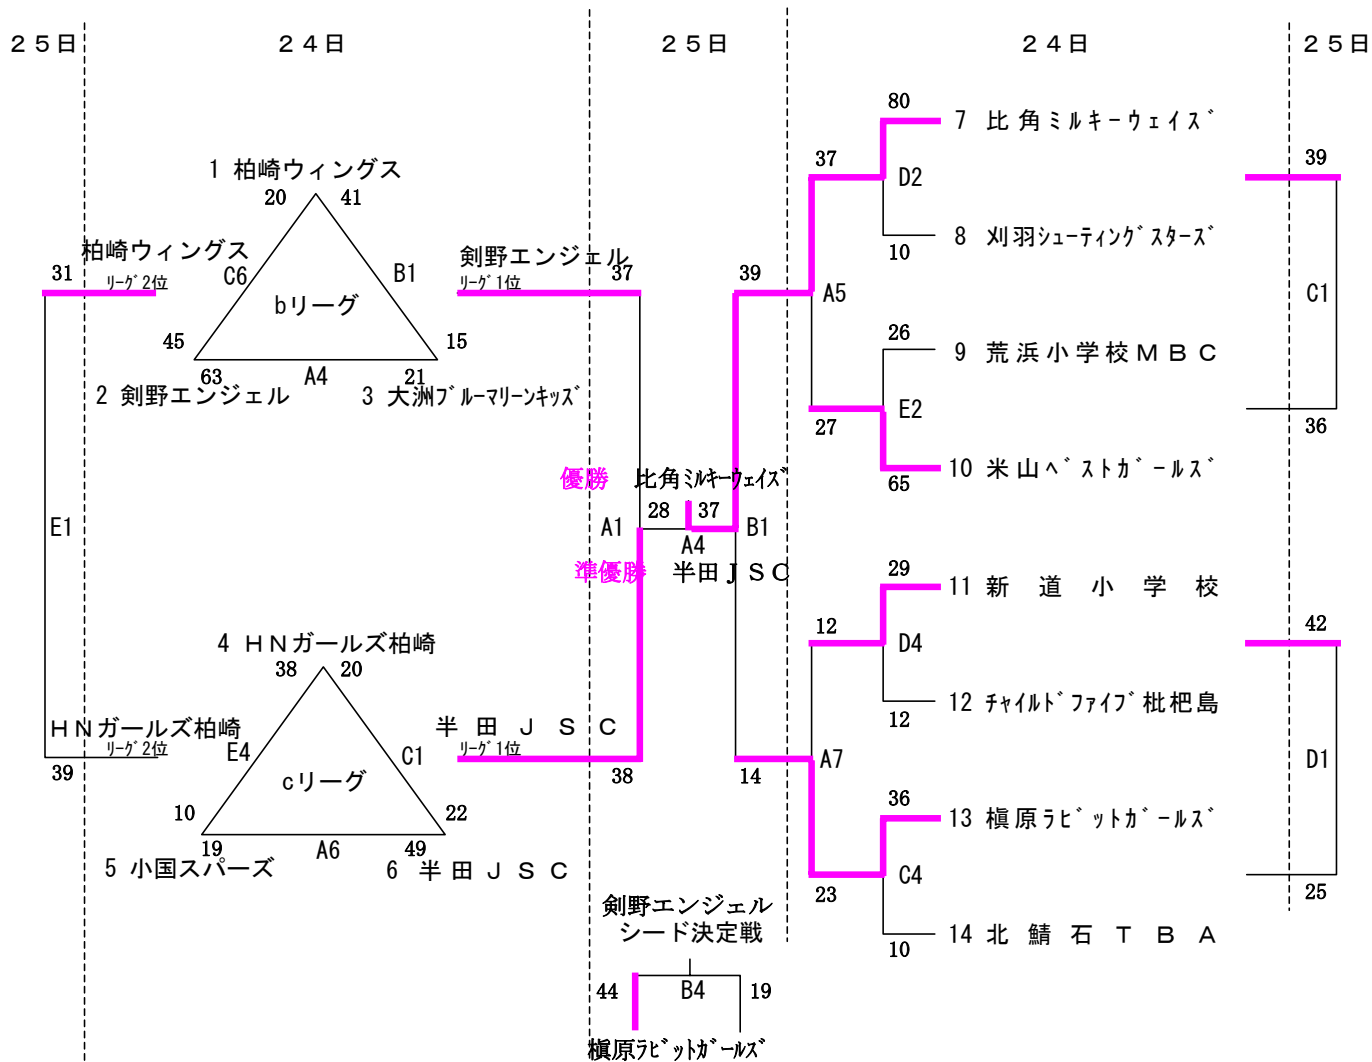 ２５日 ２４日 ２５日 ２４日 ２５日
80
7 比角ミルキーウェイズ
37
D2
39
1 柏崎ウィングス
20 41
8 刈羽シューティングスターズ
10
柏崎ウィングス
リーグ2位
31
C6
B1
剣野エンジェル
リーグ1位
37
39
A5
C1
bリーグ
26
9 荒浜小学校ＭＢＣ
45
15
63
A4
21
2 剣野エンジェル
3 大洲ブルーマリーンキッズ
27
E2
36
10 米山ベストガールズ
65
優勝 比角ミルキーウェイズ
28 37
E1
A1
A4
B1
準優勝 半田ＪＳＣ
29
11 新道小学校
12
D4
42
4 ＨＮガールズ柏崎
38 20
12 チャイルドファイブ枇杷島
12
ＨＮガールズ柏崎
リーグ2位
39
E4
C1
半田ＪＳＣ
リーグ1位
38
14
A7
D1
cリーグ
36
13 槇原ラビットガールズ
10
22
19
A6
49
5 小国スパーズ
6 半田ＪＳＣ
23
C4
25
14 北鯖石ＴＢＡ
10
剣野エンジェル
シード決定戦
44
B4
19
槇原ラビットガールズ